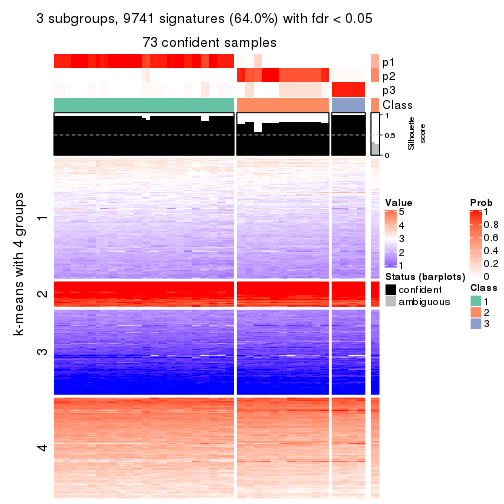 3 subgroups, 9741 signatures (64.0%) with fdr < 0.05
73 confident samples
p1
p2
p3
Class
1
0.5
0
Silhouette
score
k-means with 4 groups
1
2
3
4
Value
5
4
3
2
1
Status (barplots)
confident
ambiguous
Prob
1
0.8
0.6
0.4
0.2
0
Class
1
2
3